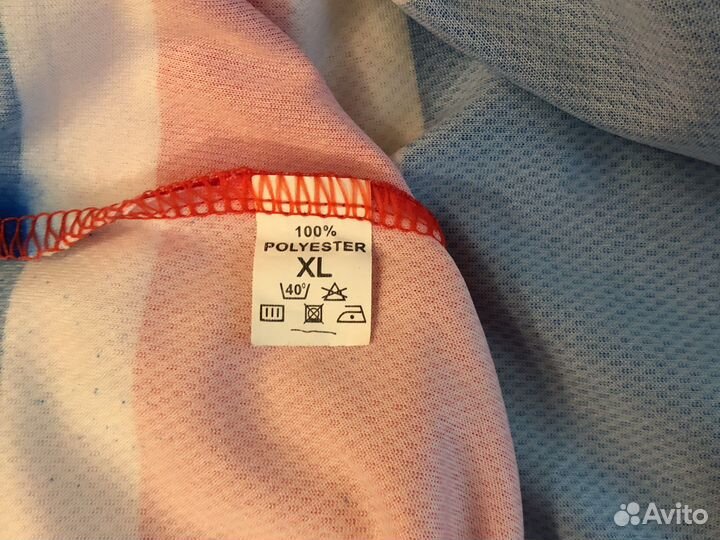 100%
POLYESTER
XL
40°
Avito